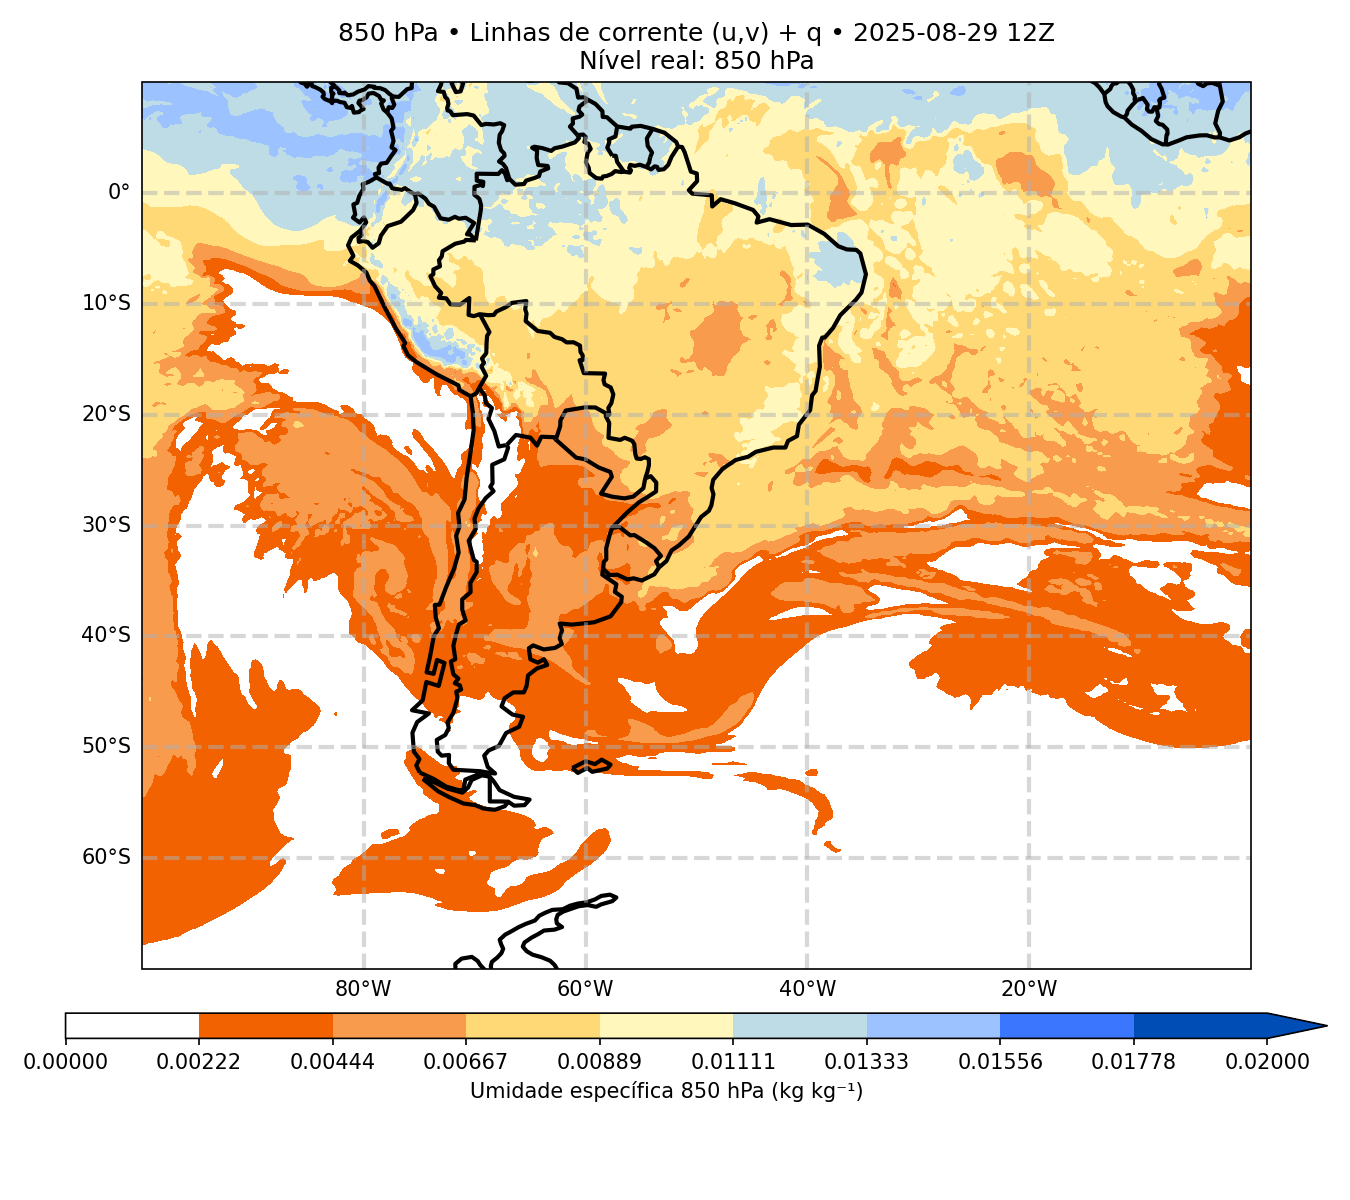 850 hPa • Linhas de corrente (u,v) + q • 2025-08-29 12Z
Nível real: 850 hPa
0°
10°S
20°S
30°S
40°S
50°S
60°S
80°W 60°W 40°W 20°W
0.00000 0.00222 0.00444 0.00667 0.00889 0.01111 0.01333 0.01556 0.01778 0.02000
Umidade específica 850 hPa (kg kg⁻¹)